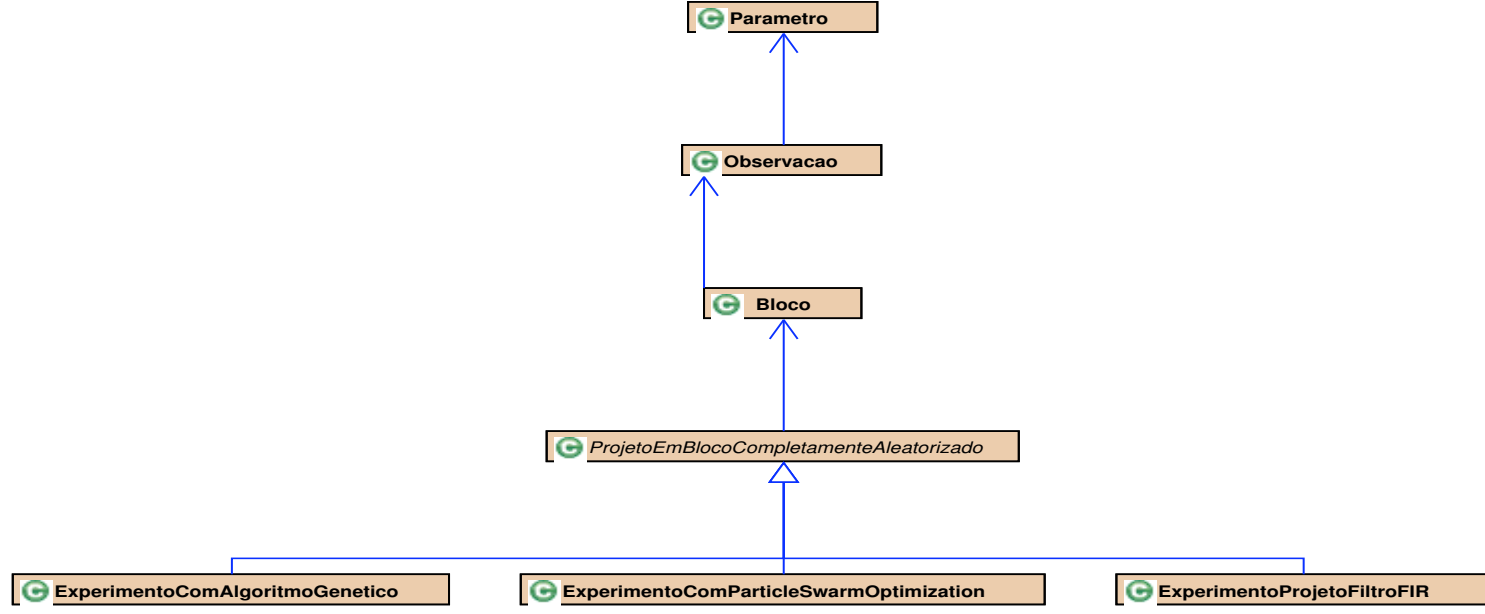 Parametro
Observacao
Bloco
ProjetoEmBlocoCompletamenteAleatorizado
ExperimentoComAlgoritmoGenetico
ExperimentoComParticleSwarmOptimization
ExperimentoProjetoFiltroFIR